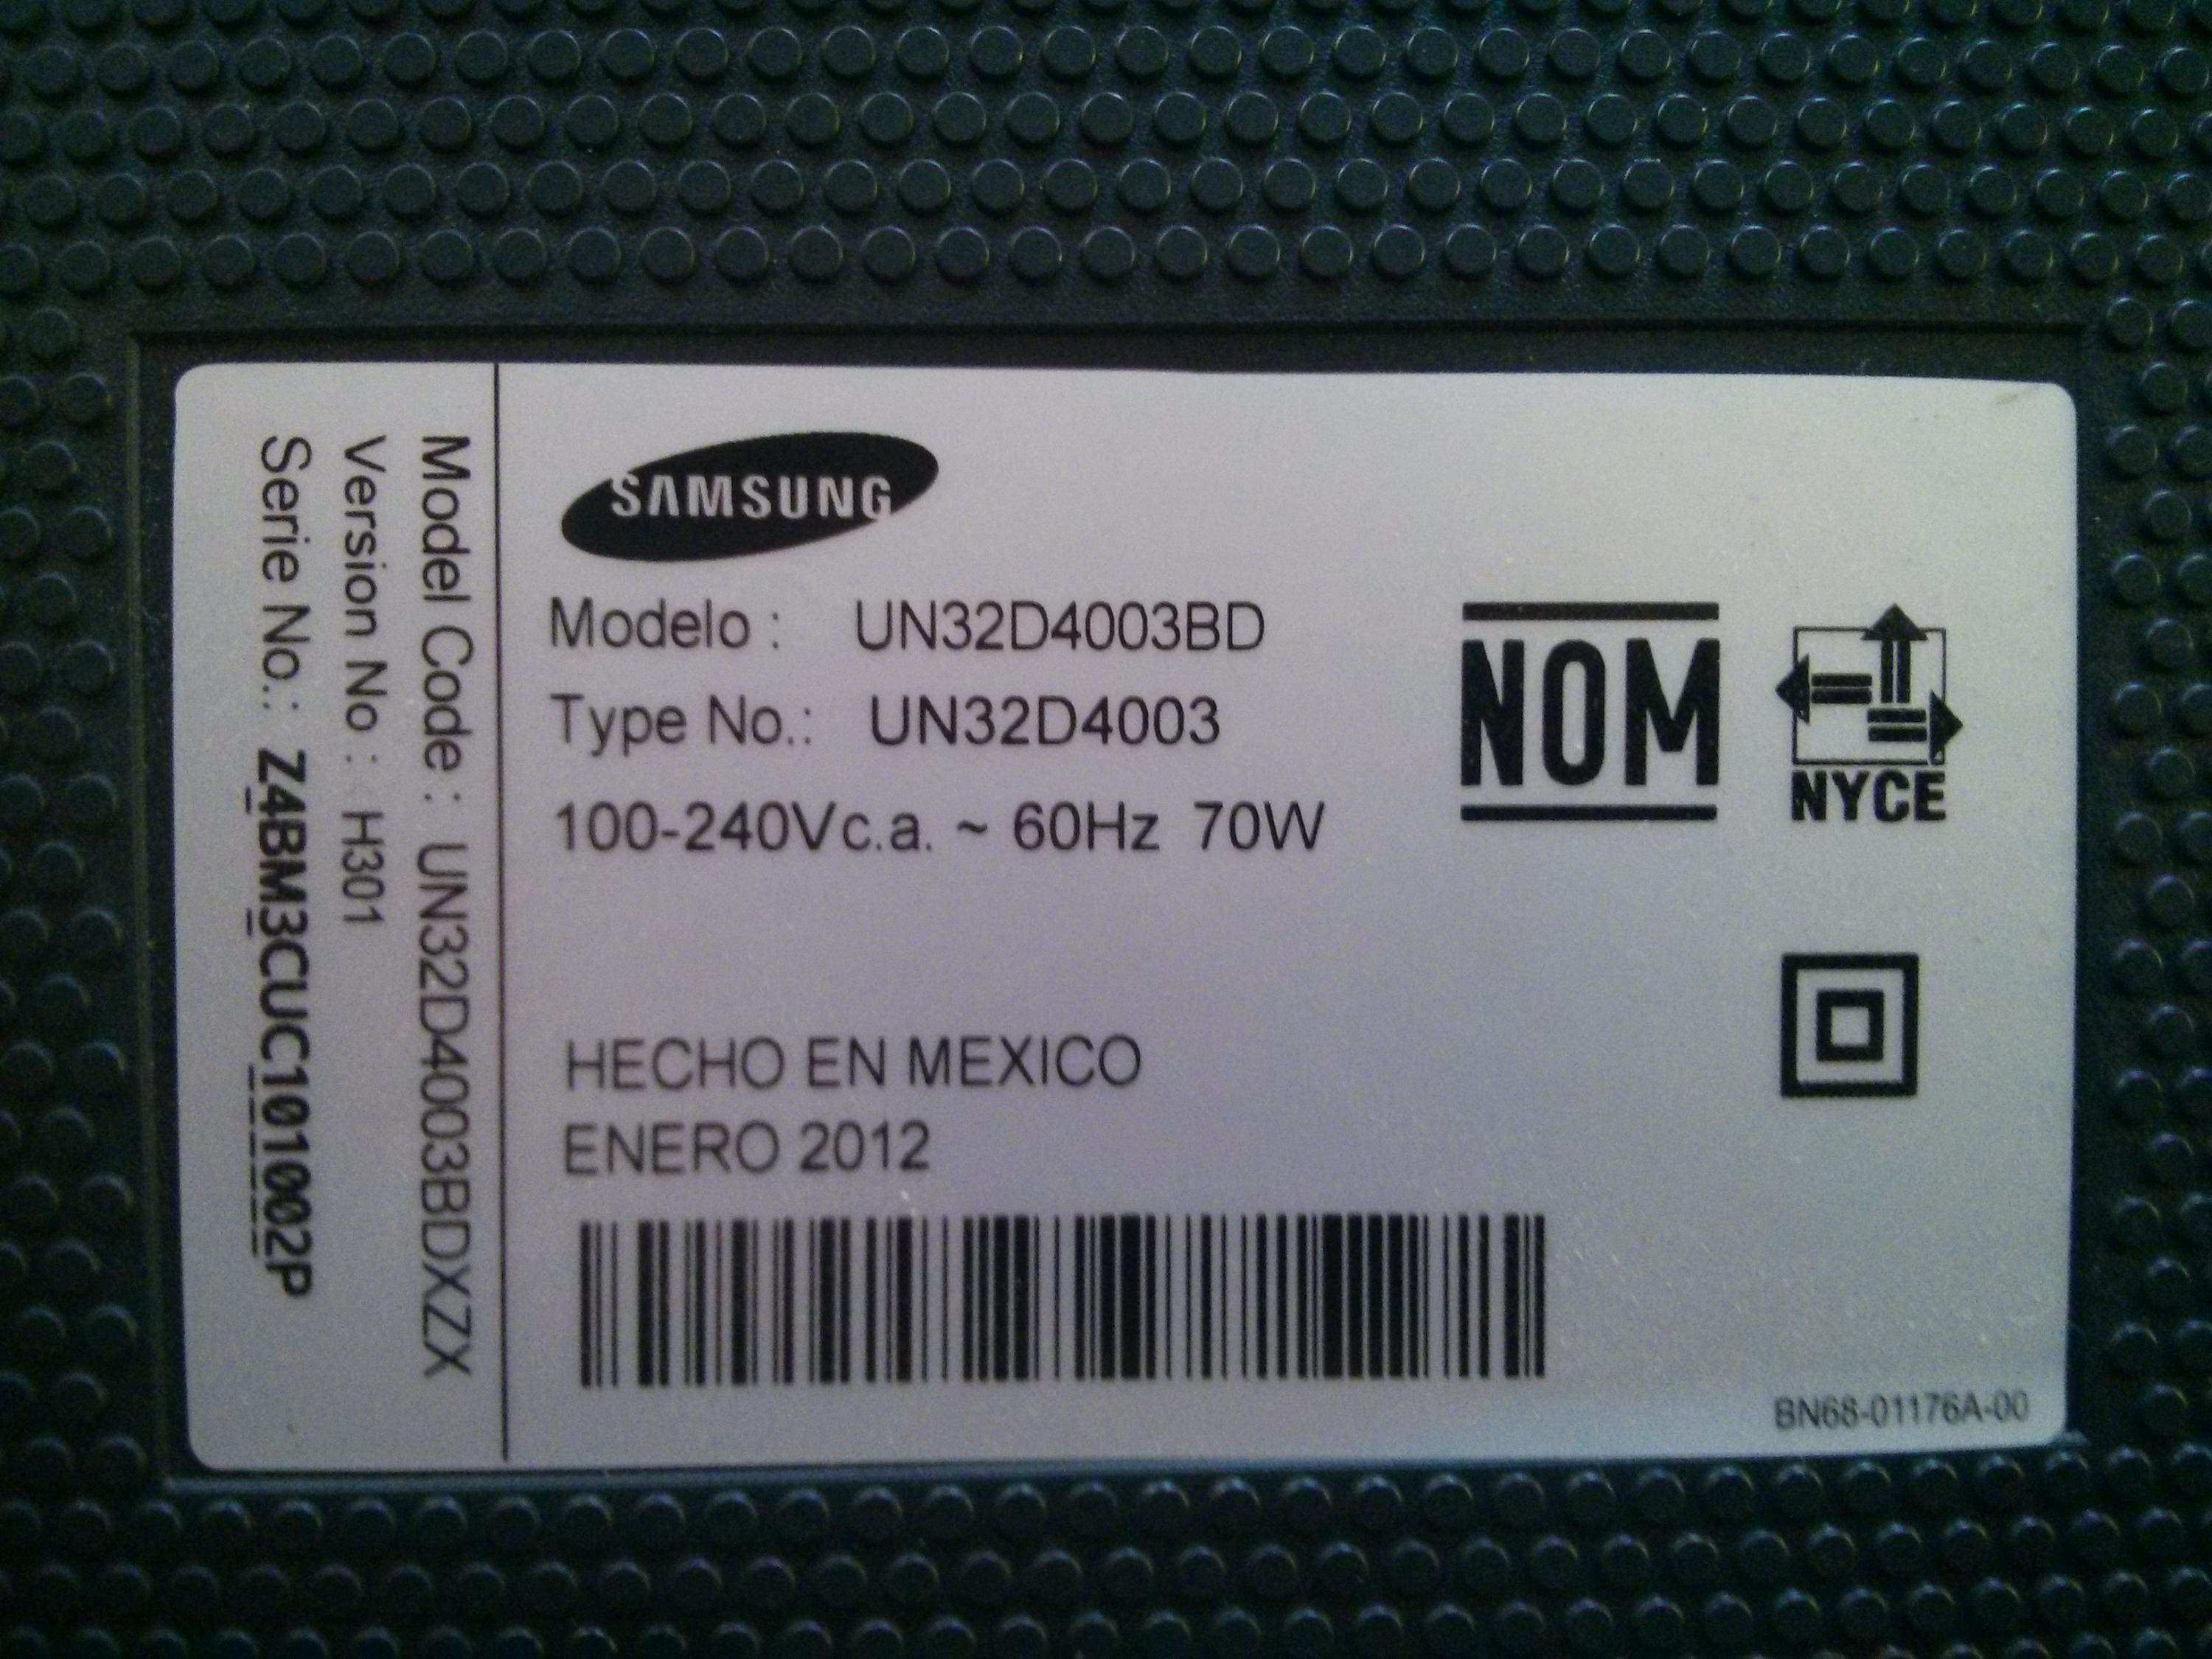 SAMSUNG
Modelo : UN32D4003BD
Type No.: UN32D4003
100-240Vc.a. ~ 60Hz 70W
NOM
NYCE
HECHO EN MEXICO
ENERO 2012
BN68-01176A-00
Model Code : UN32D4003BDXZX
Version No : H301
Serie No.: Z4BM3CUC101002P